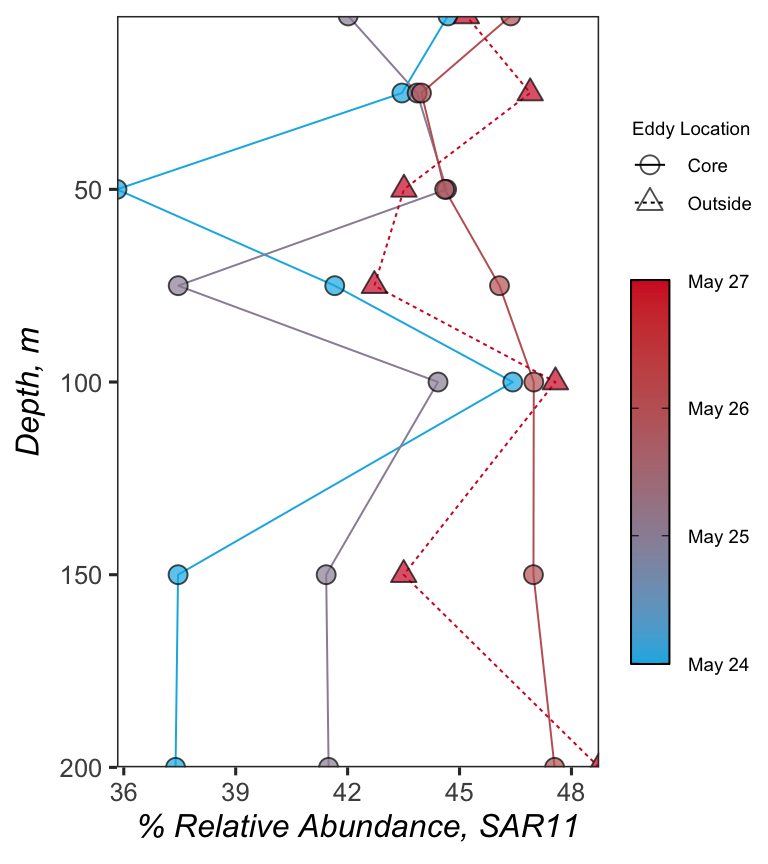 Depth, m
50
100
150
200
36
39
42
45
48
% Relative Abundance, SAR11
Eddy Location
Core
Outside
May 27
May 26
May 25
May 24